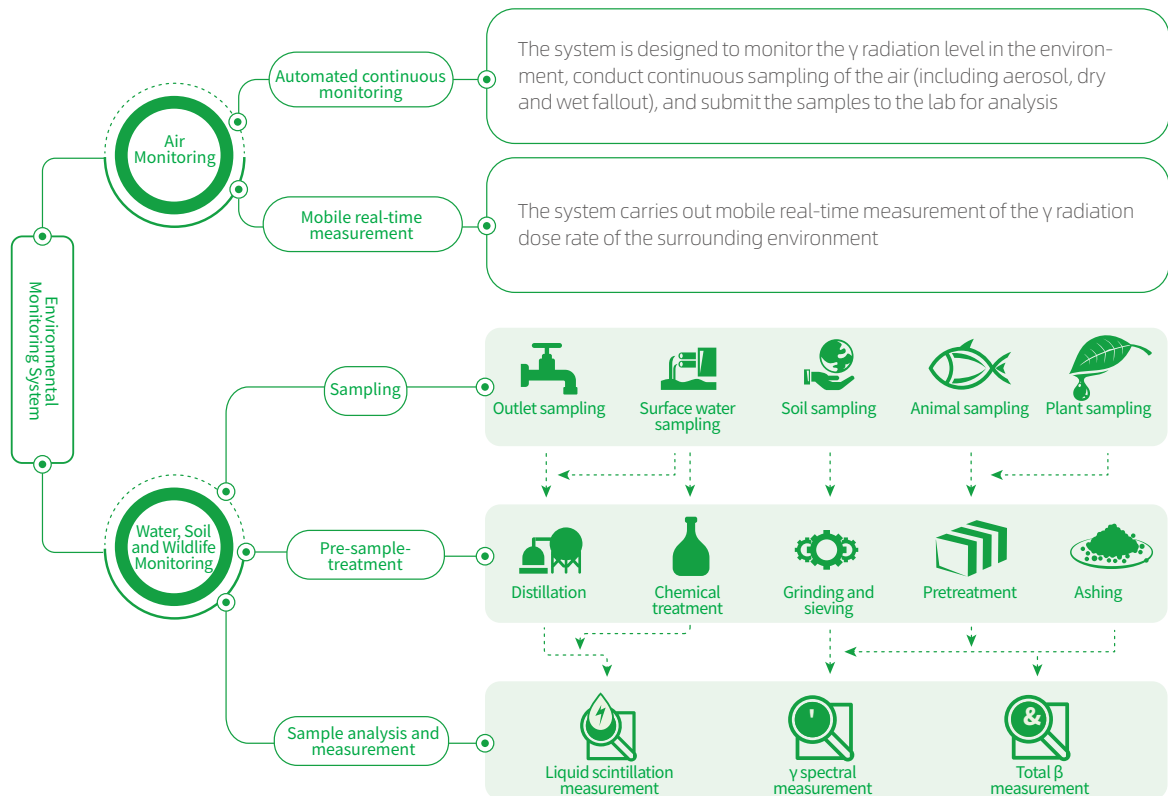 Environmental
Monitoring System
Air
Monitoring
Automated continuous
monitoring
The system is designed to monitor the γ radiation level in the environ-
ment, conduct continuous sampling of the air (including aerosol, dry
and wet fallout), and submit the samples to the lab for analysis
Mobile real-time
measurement
The system carries out mobile real-time measurement of the γ radiation
dose rate of the surrounding environment
Water, Soil
and Wildlife
Monitoring
Sampling
Outlet sampling
Surface water
sampling
Soil sampling
Animal sampling
Plant sampling
Pre-sample-
treatment
Distillation
Chemical
treatment
Grinding and
sieving
Pretreatment
Ashing
Sample analysis and
measurement
Liquid scintillation
measurement
'
γ spectral
measurement
&
Total β
measurement